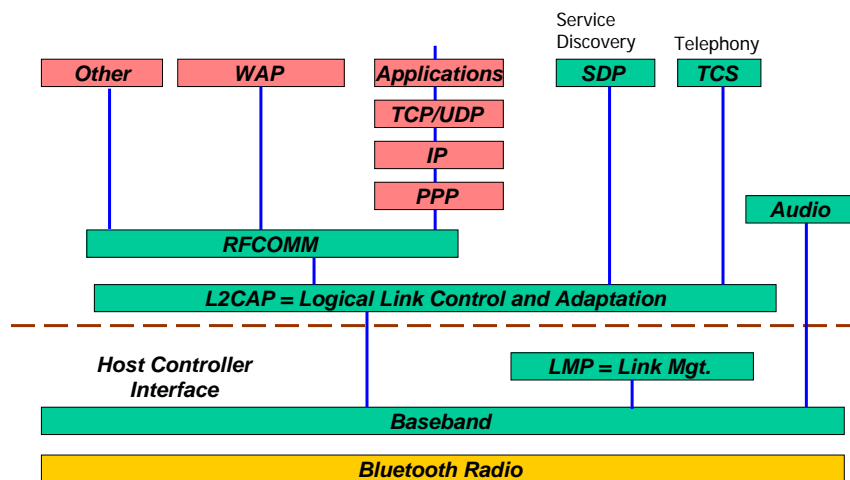 Service
Discovery
Telephony
Other
WAP
Applications
SDP
TCS
TCP/UDP
IP
PPP
Audio
RFCOMM
L2CAP = Logical Link Control and Adaptation
Host Controller
Interface
LMP = Link Mgt.
Baseband
Bluetooth Radio